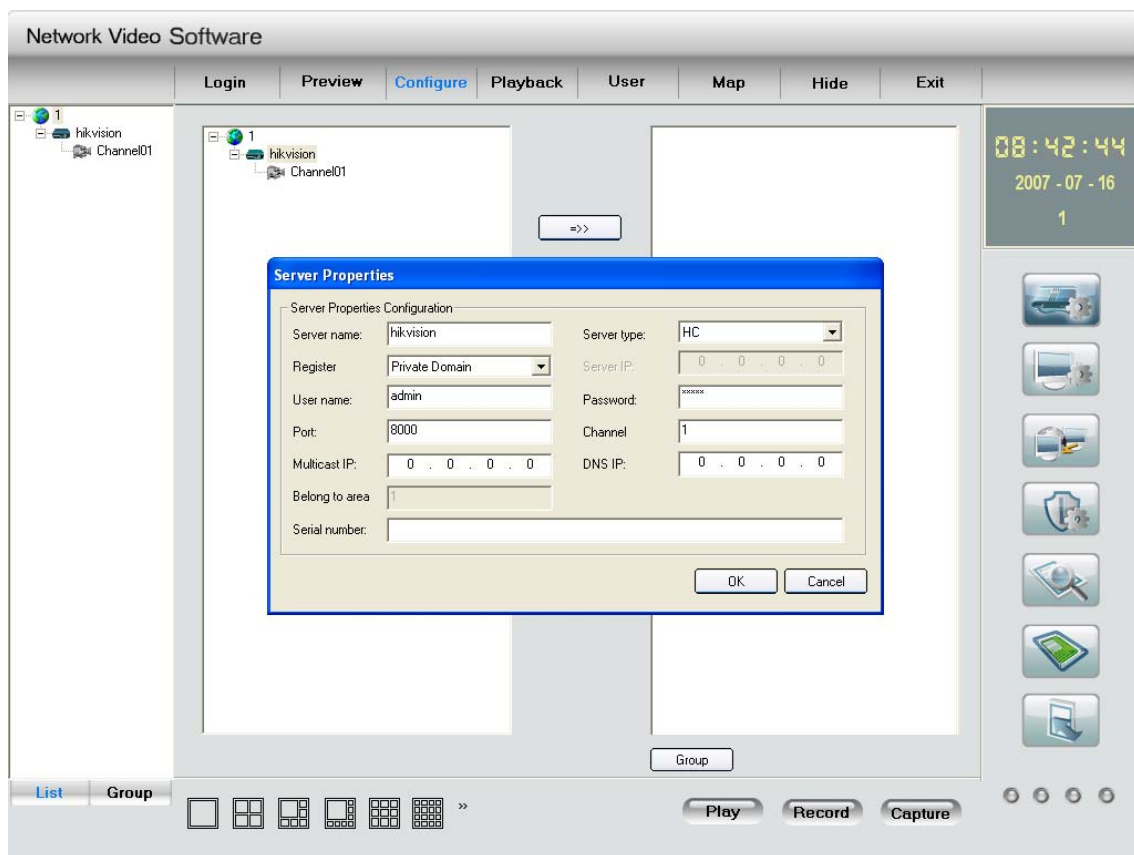 Network Video Software
Login Preview Configure Playback User Map Hide Exit
1
hikvision
Channel01
1
hikvision
Channel01
=>>
08:42:44
2007 - 07 - 16
1
Server Properties
Server Properties Configuration
Server name: hikvision Server type: HC
Register Private Domain Server IP: 0 . 0 . 0 . 0
User name: admin Password: xxxxx
Port: 8000 Channel 1
Multicast IP: 0 . 0 . 0 . 0 DNS IP: 0 . 0 . 0 . 0
Belong to area 1
Serial number:
OK Cancel
Group
List Group
»
Play Record Capture